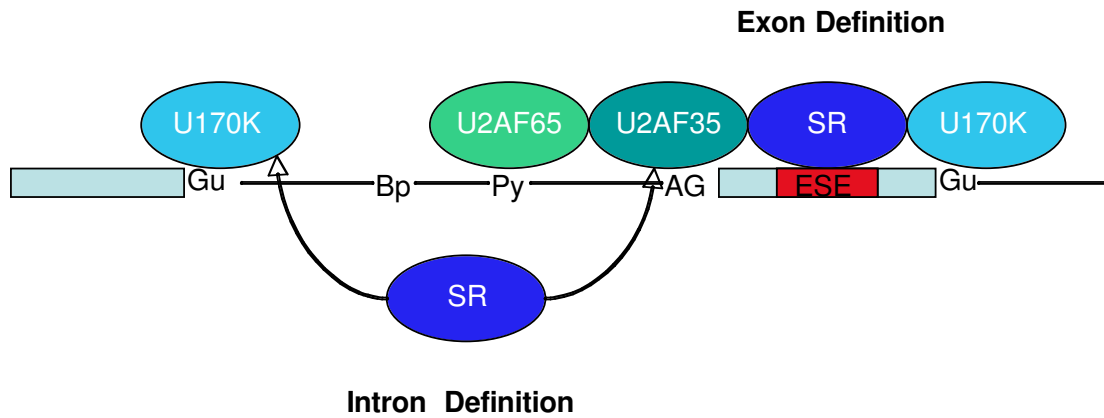 Exon Definition
U170K U2AF65 U2AF35 SR U170K
Gu Bp Py AG ESE Gu
SR
Intron Definition